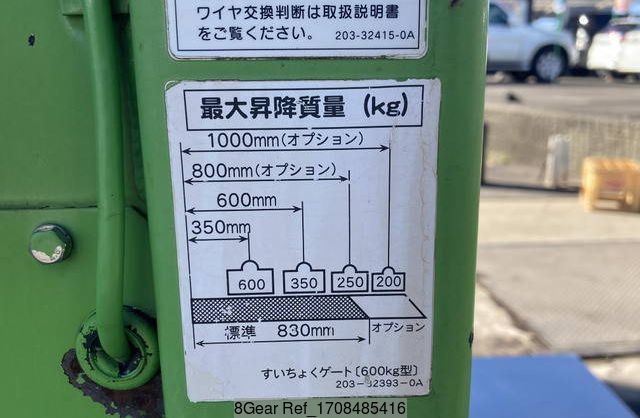 ワイヤ交換判断は取扱説明書
をご覧ください。 203-32415-0A
最大昇降質量 (kg)
1000mm(オプション)
800mm(オプション)
600mm
350mm
600 350 250 200
標準 830mm オプション
すいちょくゲート〔600kg型〕
203-32393-0A
8Gear Ref_1708485416